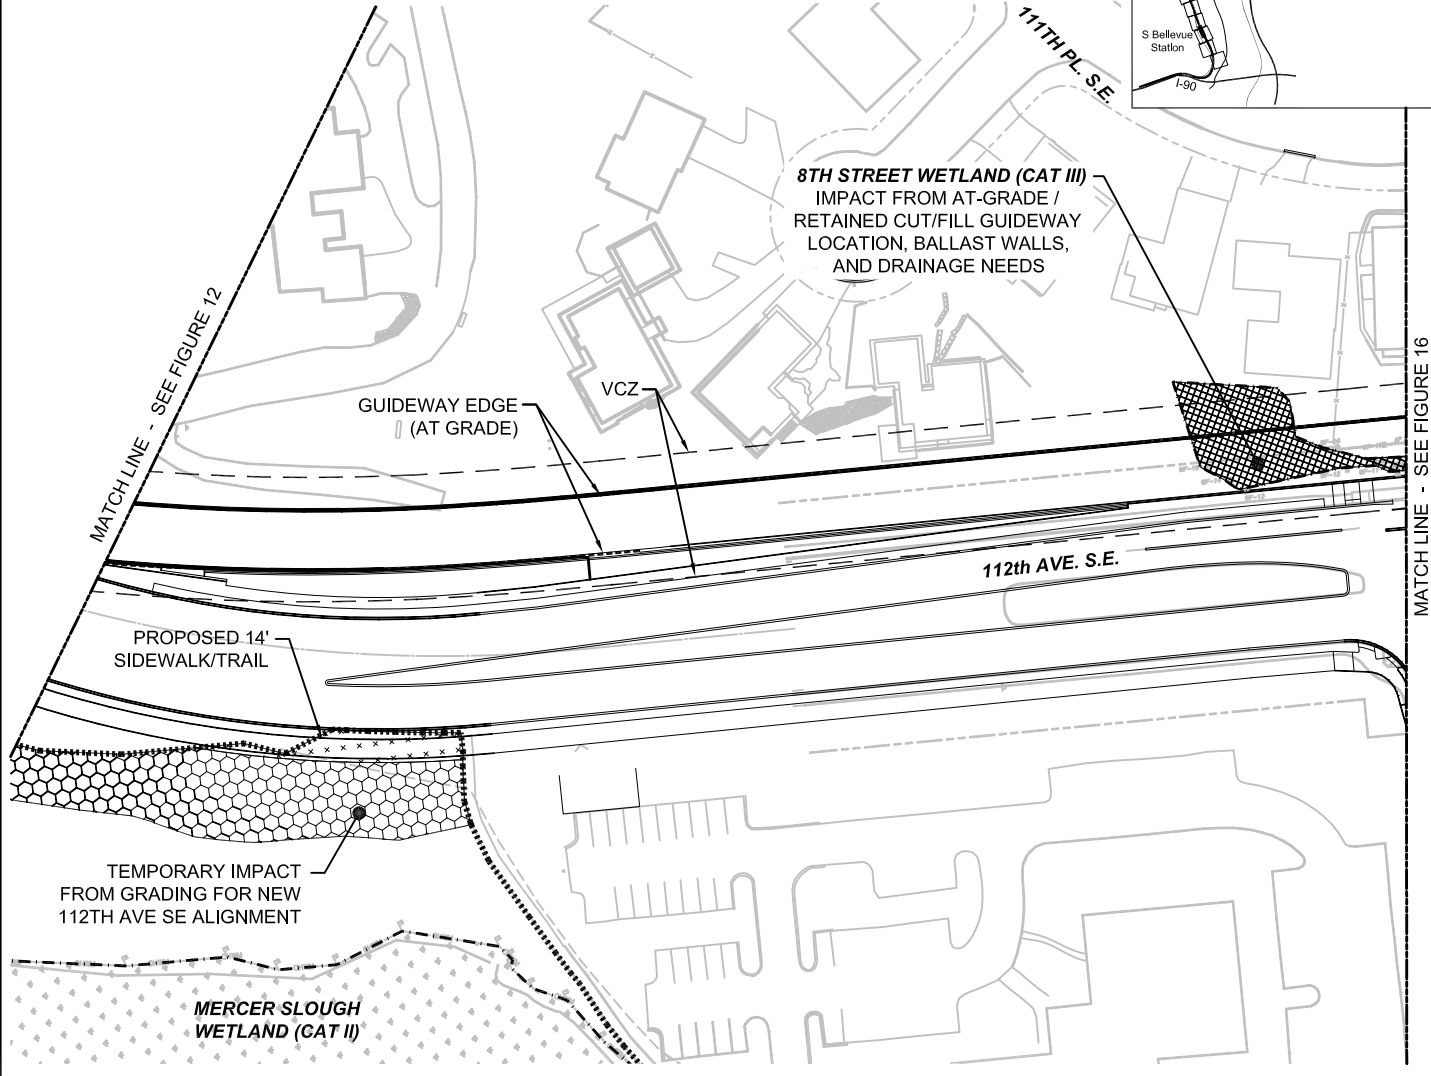 111TH PL. S.E.
S Bellevue
Station
I-90
8TH STREET WETLAND (CAT III)
IMPACT FROM AT-GRADE /
RETAINED CUT/FILL GUIDEWAY
LOCATION, BALLAST WALLS,
AND DRAINAGE NEEDS
MATCH LINE - SEE FIGURE 12
GUIDEWAY EDGE
(AT GRADE)
VCZ
MATCH LINE - SEE FIGURE 16
112th AVE. S.E.
PROPOSED 14'
SIDEWALK/TRAIL
TEMPORARY IMPACT
FROM GRADING FOR NEW
112TH AVE SE ALIGNMENT
MERCER SLOUGH
WETLAND (CAT II)